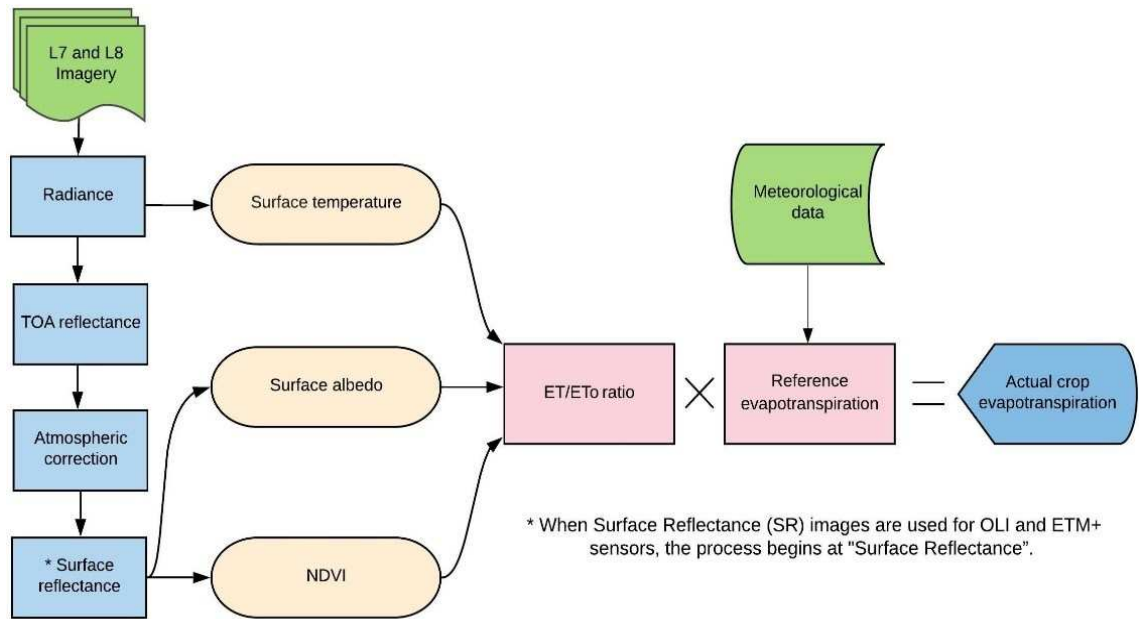 L7 and L8
Imagery
Radiance
Surface temperature
Meteorological
data
TOA reflectance
Surface albedo
ET/ETo ratio
Reference
evapotranspiration
Actual crop
evapotranspiration
Atmospheric
correction
* Surface
reflectance
NDVI
* When Surface Reflectance (SR) images are used for OLI and ETM+
sensors, the process begins at "Surface Reflectance”.